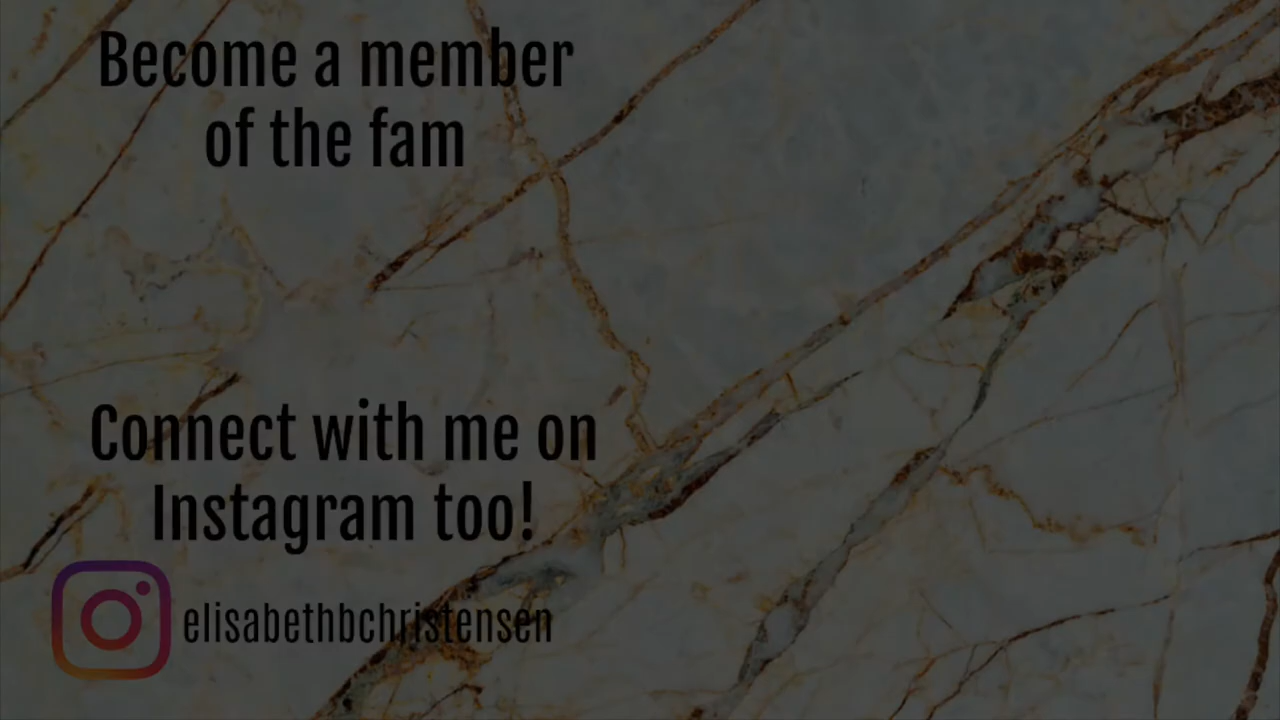 Become a member
of the fam
Connect with me on
Instagram too!
elisabethbchristensen